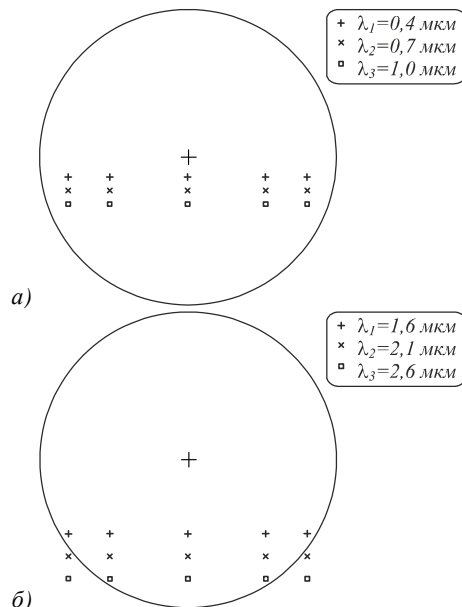 + λ₁=0,4 мкм
× λ₂=0,7 мкм
□ λ₃=1,0 мкм
а)
+ λ₁=1,6 мкм
× λ₂=2,1 мкм
□ λ₃=2,6 мкм
б)